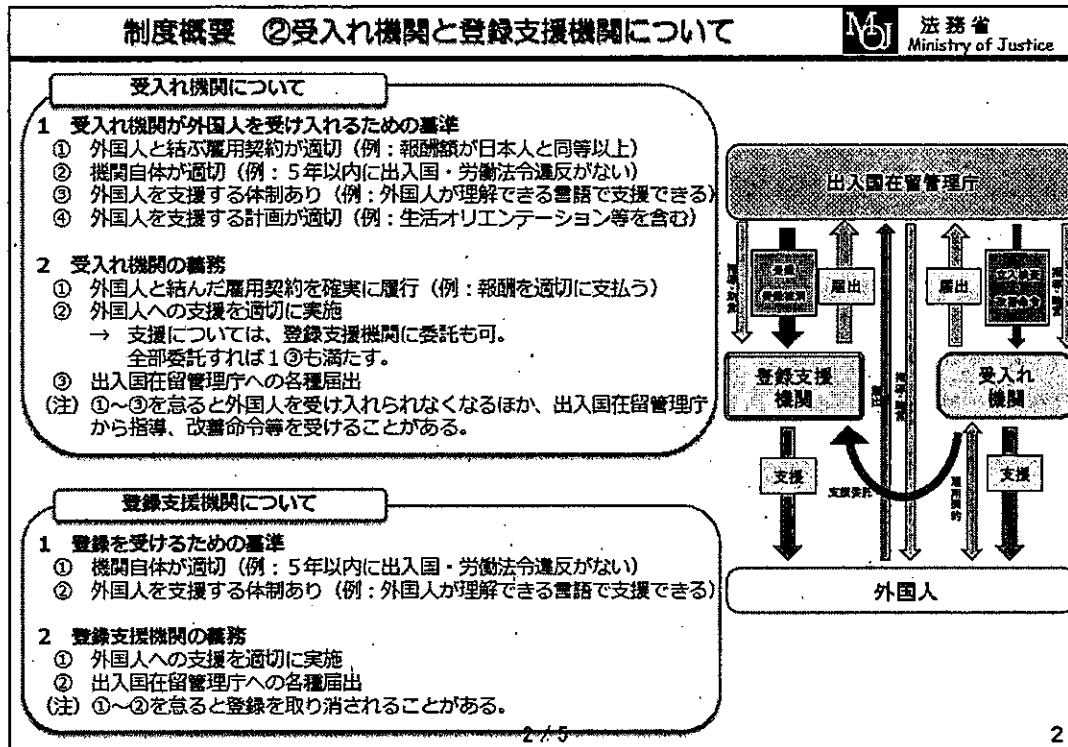 制度概要 ②受入れ機関と登録支援機関について
MOJ 法務省
Ministry of Justice
受入れ機関について
1 受入れ機関が外国人を受け入れるための基準
① 外国人と結ぶ雇用契約が適切（例：報酬額が日本人と同等以上）
② 機関自体が適切（例：５年以内に出入国・労働法令違反がない）
③ 外国人を支援する体制あり（例：外国人が理解できる言語で支援できる）
④ 外国人を支援する計画が適切（例：生活オリエンテーション等を含む）
2 受入れ機関の義務
① 外国人と結んだ雇用契約を確実に履行（例：報酬を適切に支払う）
② 外国人への支援を適切に実施
→ 支援については、登録支援機関に委託も可。
全部委託すれば１③も満たす。
③ 出入国在留管理庁への各種届出
（注）①～③を怠ると外国人を受け入れられなくなるほか、出入国在留管理庁
から指導、改善命令等を受けることがある。
登録支援機関について
1 登録を受けるための基準
① 機関自体が適切（例：５年以内に出入国・労働法令違反がない）
② 外国人を支援する体制あり（例：外国人が理解できる言語で支援できる）
2 登録支援機関の義務
① 外国人への支援を適切に実施
② 出入国在留管理庁への各種届出
（注）①～②を怠ると登録を取り消されることがある。
出入国在留管理庁
届出
届出
立入検査
改善命令
登録支援
機関
受入れ
機関
支援
支援委託
雇用契約
支援
外国人
2／5
2